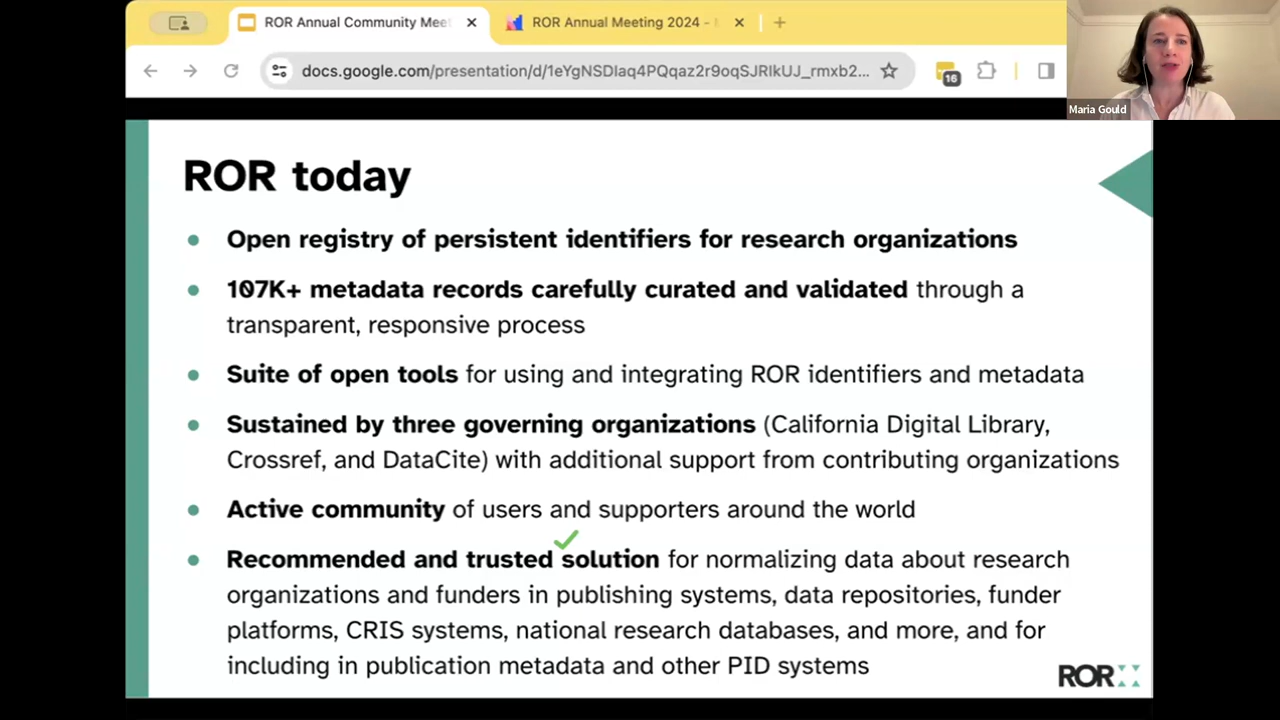 ROR Annual Community Meet
ROR Annual Meeting 2024 -
docs.google.com/presentation/d/1eYgNSDIaq4PQqaz2r9oqSJRlkUJ_rmxb2...
16
Maria Gould
ROR today
Open registry of persistent identifiers for research organizations
107K+ metadata records carefully curated and validated through a
transparent, responsive process
Suite of open tools for using and integrating ROR identifiers and metadata
Sustained by three governing organizations (California Digital Library,
Crossref, and DataCite) with additional support from contributing organizations
Active community of users and supporters around the world
Recommended and trusted solution for normalizing data about research
organizations and funders in publishing systems, data repositories, funder
platforms, CRIS systems, national research databases, and more, and for
including in publication metadata and other PID systems
ROR